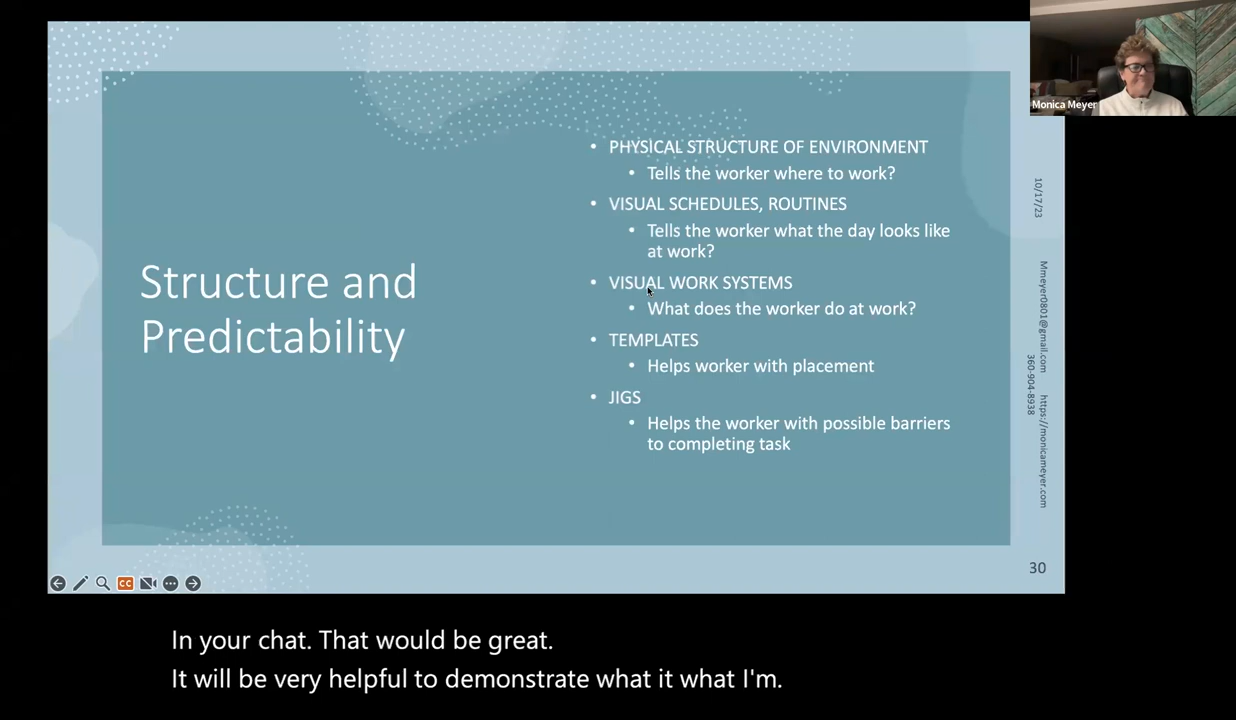 Monica Meyer
Structure and
Predictability
• PHYSICAL STRUCTURE OF ENVIRONMENT
• Tells the worker where to work?
• VISUAL SCHEDULES, ROUTINES
• Tells the worker what the day looks like
at work?
• VISUAL WORK SYSTEMS
• What does the worker do at work?
• TEMPLATES
• Helps worker with placement
• JIGS
• Helps the worker with possible barriers
to completing task
10/17/23
Mmeyer0801@gmail.com https://monicameyer.com
360-904-8938
30
CC
In your chat. That would be great.
It will be very helpful to demonstrate what it what I'm.